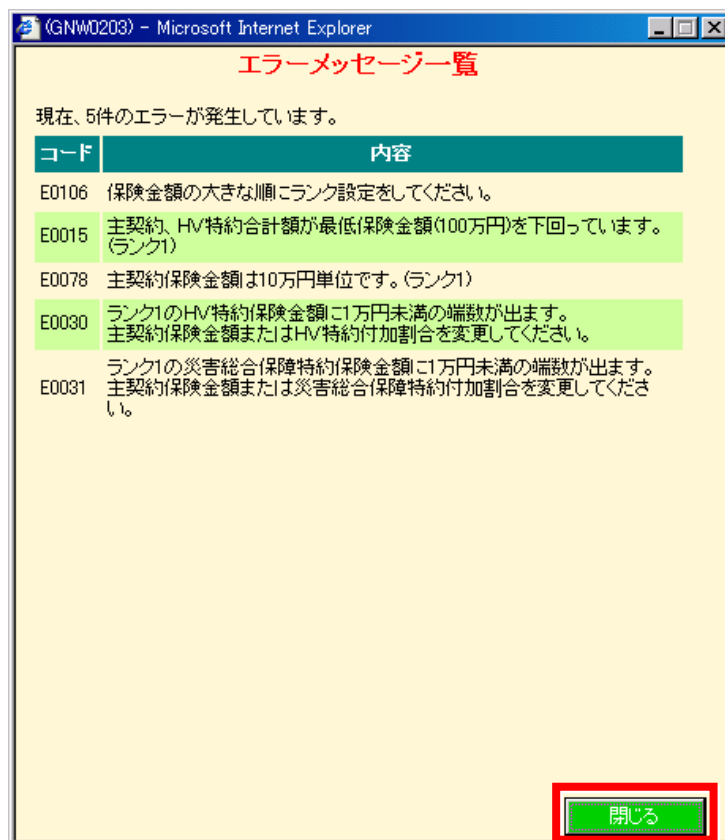 (GNW0203) - Microsoft Internet Explorer
エラーメッセージ一覧
現在、5件のエラーが発生しています。
コード 内容
E0106 保険金額の大きな順にランク設定をしてください。
E0015 主契約、HV特約合計額が最低保険金額(100万円)を下回っています。
(ランク1)
E0078 主契約保険金額は10万円単位です。(ランク1)
E0030 ランク1のHV特約保険金額に1万円未満の端数が出ます。
主契約保険金額またはHV特約付加割合を変更してください。
E0031 ランク1の災害総合保障特約保険金額に1万円未満の端数が出ます。
主契約保険金額または災害総合保障特約付加割合を変更してくださ
い。
閉じる